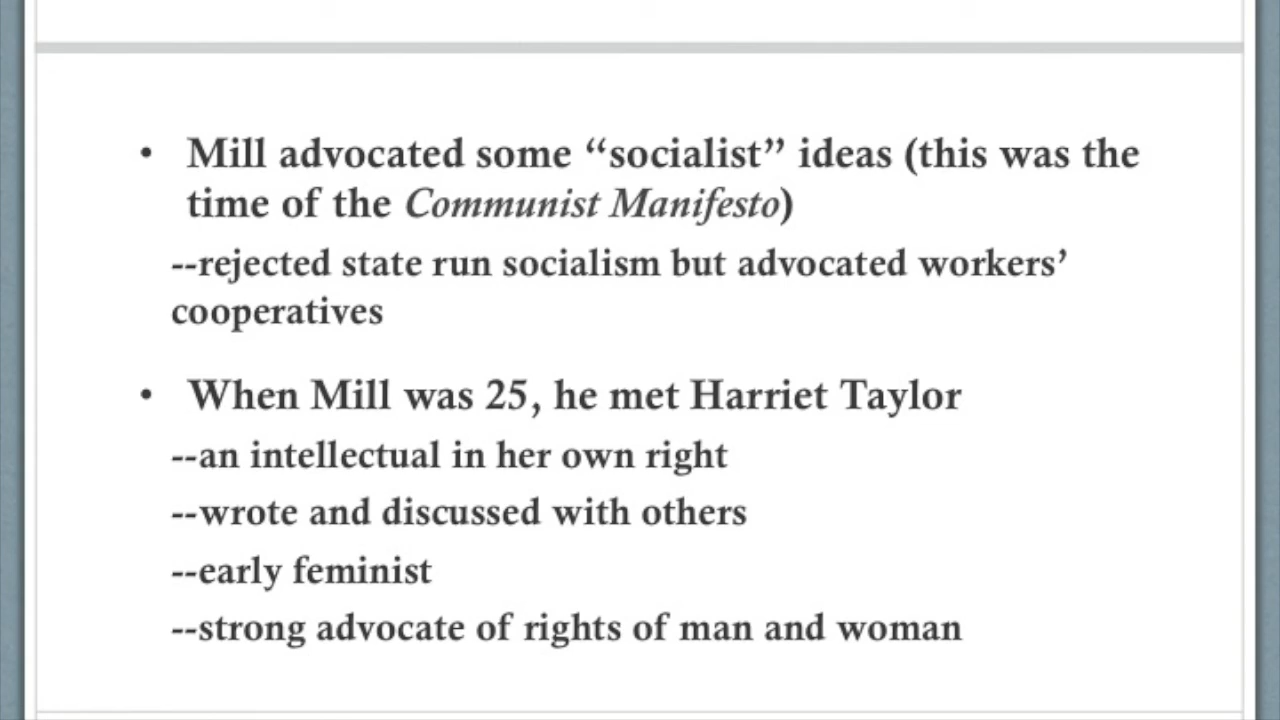 • Mill advocated some “socialist” ideas (this was the
time of the Communist Manifesto)
--rejected state run socialism but advocated workers’
cooperatives
• When Mill was 25, he met Harriet Taylor
--an intellectual in her own right
--wrote and discussed with others
--early feminist
--strong advocate of rights of man and woman